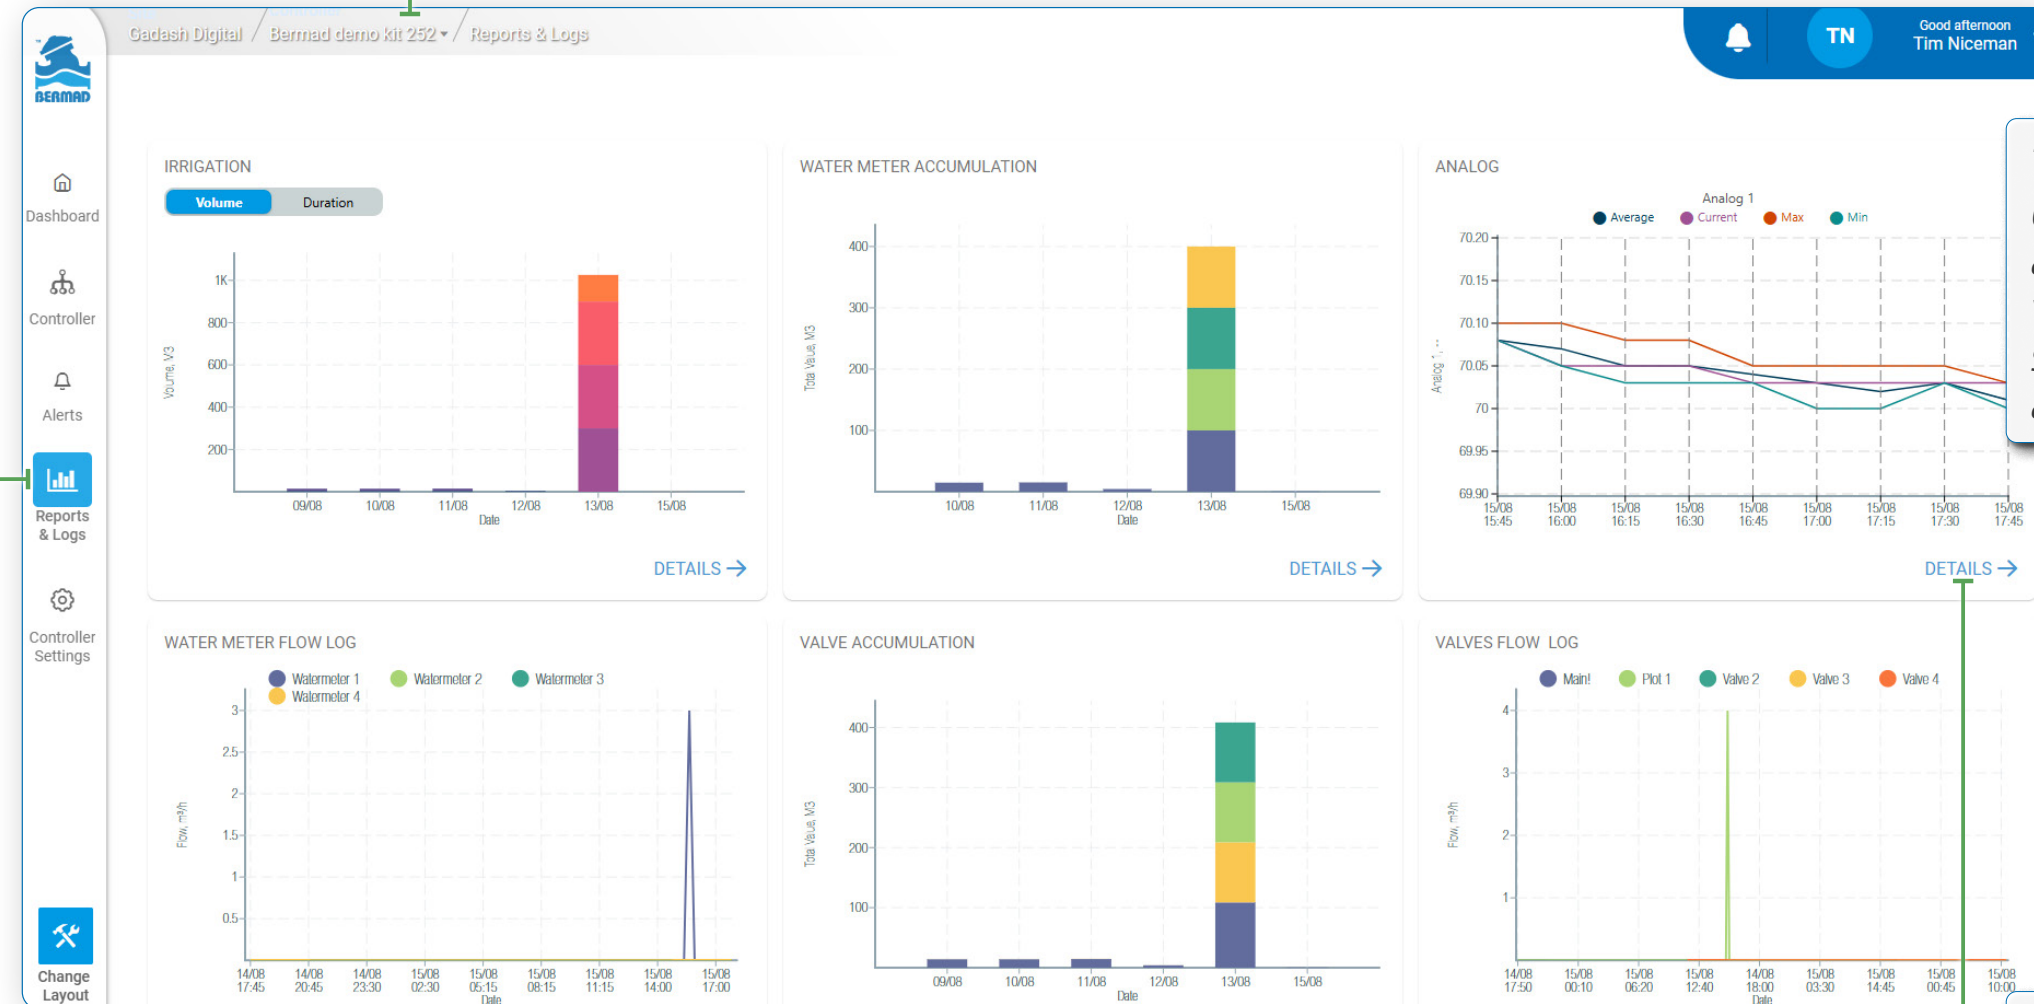 Gadash Digital / Bermad demo kit 252 / Reports & Logs
Good afternoon
TN
Tim Niceman
BERMAD
Dashboard
Controller
Alerts
Reports
& Logs
Controller
Settings
Change
Layout
IRRIGATION
Volume Duration
1K
800
600
400
200
Volume, M3
09/08 10/08 11/08 12/08 13/08 15/08
Date
DETAILS →
WATER METER ACCUMULATION
400
300
200
100
Total Value, M3
10/08 11/08 12/08 13/08 15/08
Date
DETAILS →
ANALOG
Analog 1
Average Current Max Min
70.20
70.15
70.10
70.05
70
69.95
69.90
Analog 1, --
15/08 15/08 15/08 15/08 15/08 15/08 15/08 15/08 15/08
15:45 16:00 16:15 16:30 16:45 17:00 17:15 17:30 17:45
DETAILS →
WATER METER FLOW LOG
Watermeter 1 Watermeter 2 Watermeter 3
Watermeter 4
3
2.5
2
1.5
1
0.5
Flow, m³/h
14/08 14/08 14/08 15/08 15/08 15/08 15/08 15/08 15/08
17:45 20:45 23:30 02:30 05:15 08:15 11:15 14:00 17:00
Date
VALVE ACCUMULATION
400
300
200
100
Total Value, M3
09/08 10/08 11/08 12/08 13/08 15/08
Date
VALVES FLOW LOG
Main! Plot 1 Valve 2 Valve 3 Valve 4
4
3
2
1
Flow, m³/h
14/08 15/08 15/08 15/08 14/08 15/08 15/08 15/08 15/08
17:50 00:10 06:20 12:40 18:00 03:30 14:45 00:45 10:00
Date